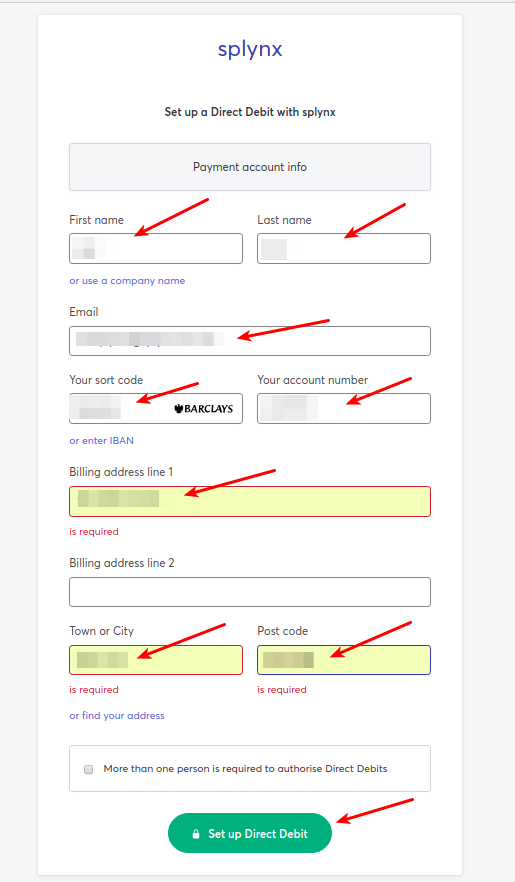 splynx
Set up a Direct Debit with splynx
Payment account info
First name
Last name
or use a company name
Email
Your sort code
Your account number
BARCLAYS
or enter IBAN
Billing address line 1
is required
Billing address line 2
Town or City
Post code
is required
is required
or find your address
More than one person is required to authorise Direct Debits
Set up Direct Debit